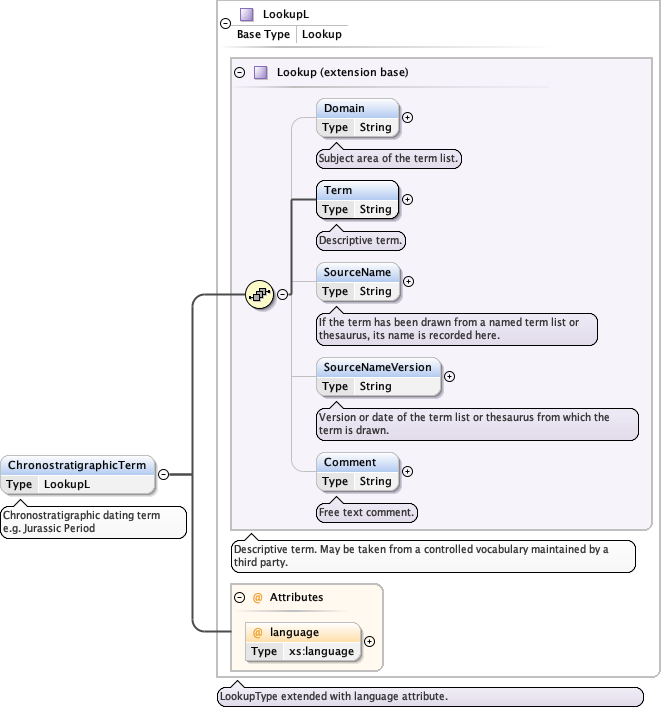 LookupL
Base Type Lookup
Lookup (extension base)
Domain
Type String
Subject area of the term list.
Term
Type String
Descriptive term.
SourceName
Type String
If the term has been drawn from a named term list or
thesaurus, its name is recorded here.
SourceNameVersion
Type String
Version or date of the term list or thesaurus from which the
term is drawn.
Comment
Type String
Free text comment.
ChronostratigraphicTerm
Type LookupL
Chronostratigraphic dating term
e.g. Jurassic Period
Descriptive term. May be taken from a controlled vocabulary maintained by a
third party.
@ Attributes
@ language
Type xs:language
LookupType extended with language attribute.